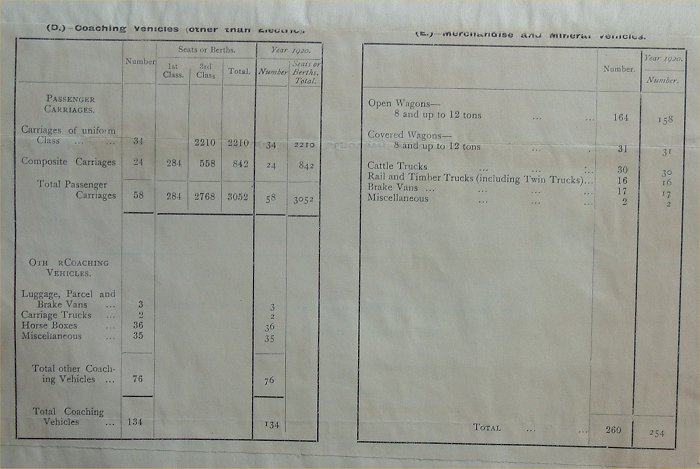 (D.)—Coaching Vehicles (other than Electric).
Seats or Berths. Year 1920.
Number 1st Class. 3rd Class Total. Number Seats or Berths, Total.
PASSENGER
CARRIAGES.
Carriages of uniform
Class ... ... 34 2210 2210 34 2210
Composite Carriages 24 284 558 842 24 842
Total Passenger
Carriages 58 284 2768 3052 58 3052
OTH RCOACHING
VEHICLES.
Luggage, Parcel and
Brake Vans ... 3 3
Carriage Trucks ... 2 2
Horse Boxes ... 36 36
Miscellaneous ... 35 35
Total other Coach-
ing Vehicles ... 76 76
Total Coaching
Vehicles ... 134 134
(E.)—Merchandise and Mineral Vehicles.
Year 1920.
Number. Number.
Open Wagons—
8 and up to 12 tons ... ... 164 158
Covered Wagons—
8 and up to 12 tons ... . 31 31
Cattle Trucks ... ... ... 30 30
Rail and Timber Trucks (including Twin Trucks)... 16 16
Brake Vans ... ... ... ... 17 17
Miscellaneous ... ... ... 2 2
TOTAL ... ... 260 254